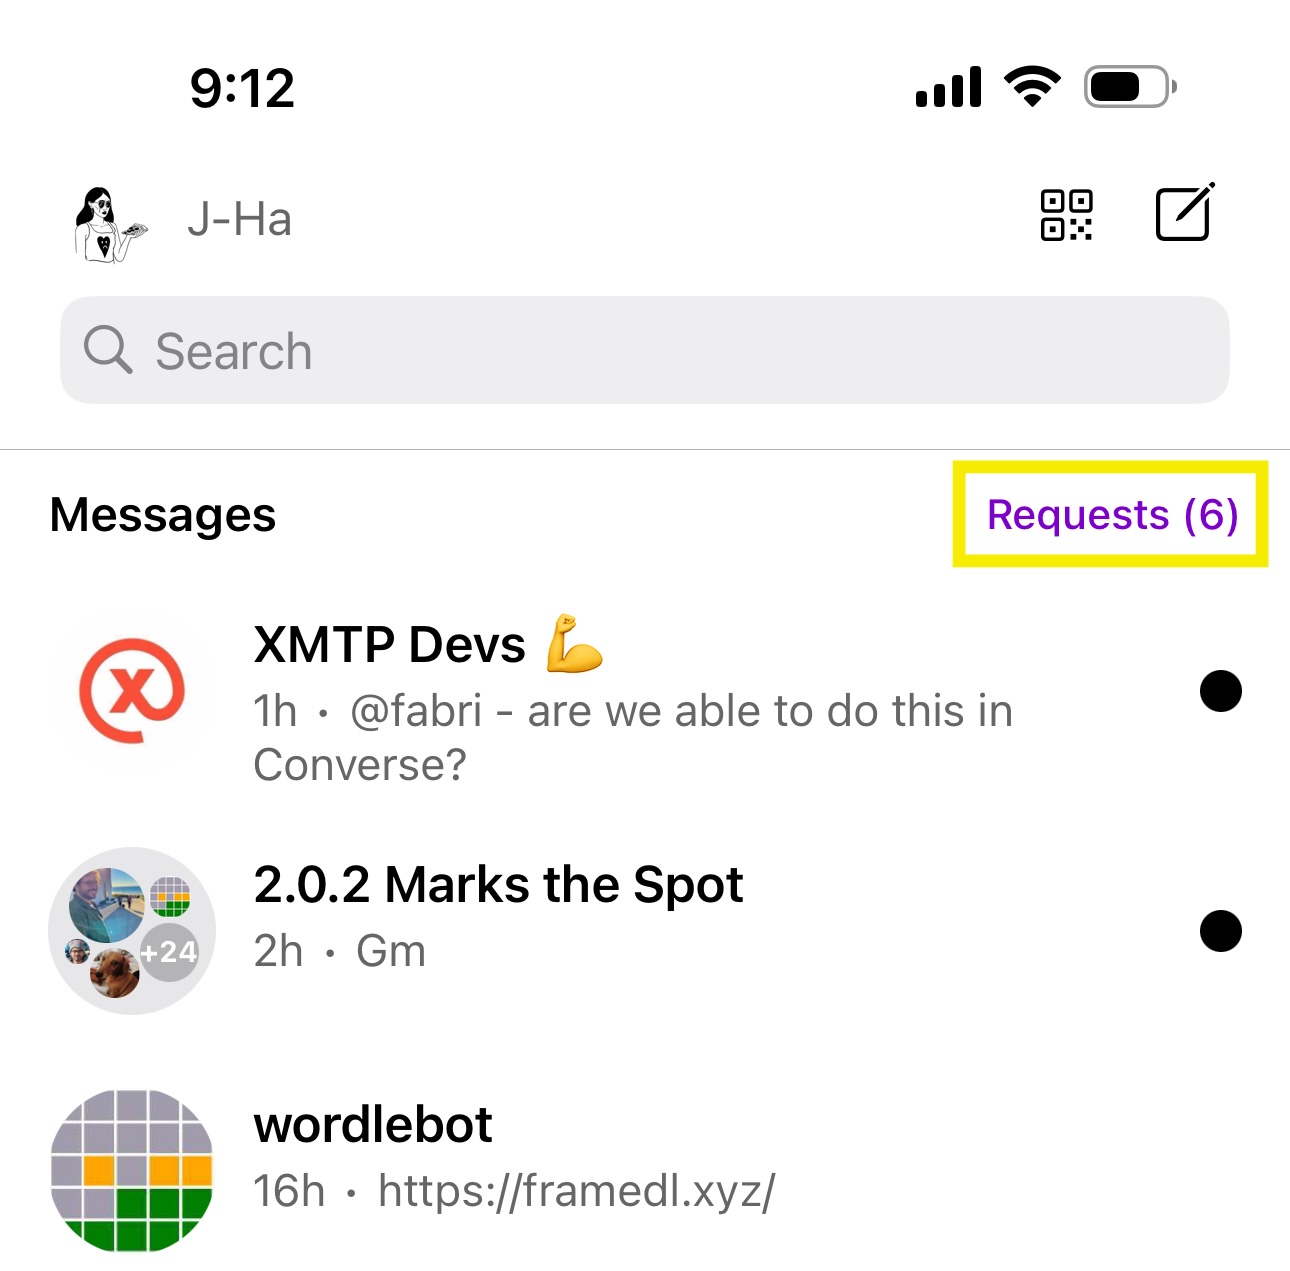 9:12
J-Ha
Search
Messages
Requests (6)
XMTP Devs 💪
1h · @fabri - are we able to do this in
Converse?
2.0.2 Marks the Spot
2h · Gm
+24
wordlebot
16h · https://framedl.xyz/